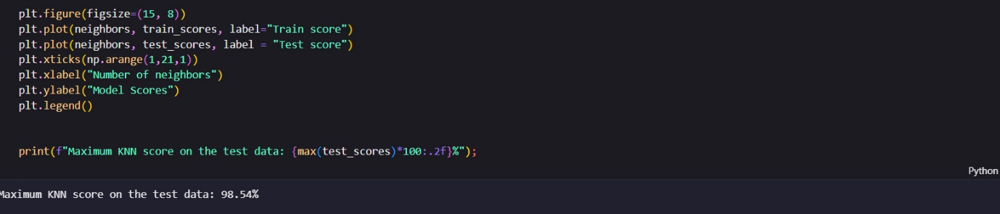 plt.figure(figsize=(15, 8))
plt.plot(neighbors, train_scores, label="Train score")
plt.plot(neighbors, test_scores, label = "Test score")
plt.xticks(np.arange(1,21,1))
plt.xlabel("Number of neighbors")
plt.ylabel("Model Scores")
plt.legend()
print(f"Maximum KNN score on the test data: {max(test_scores)*100:.2f}%");
Python
Maximum KNN score on the test data: 98.54%